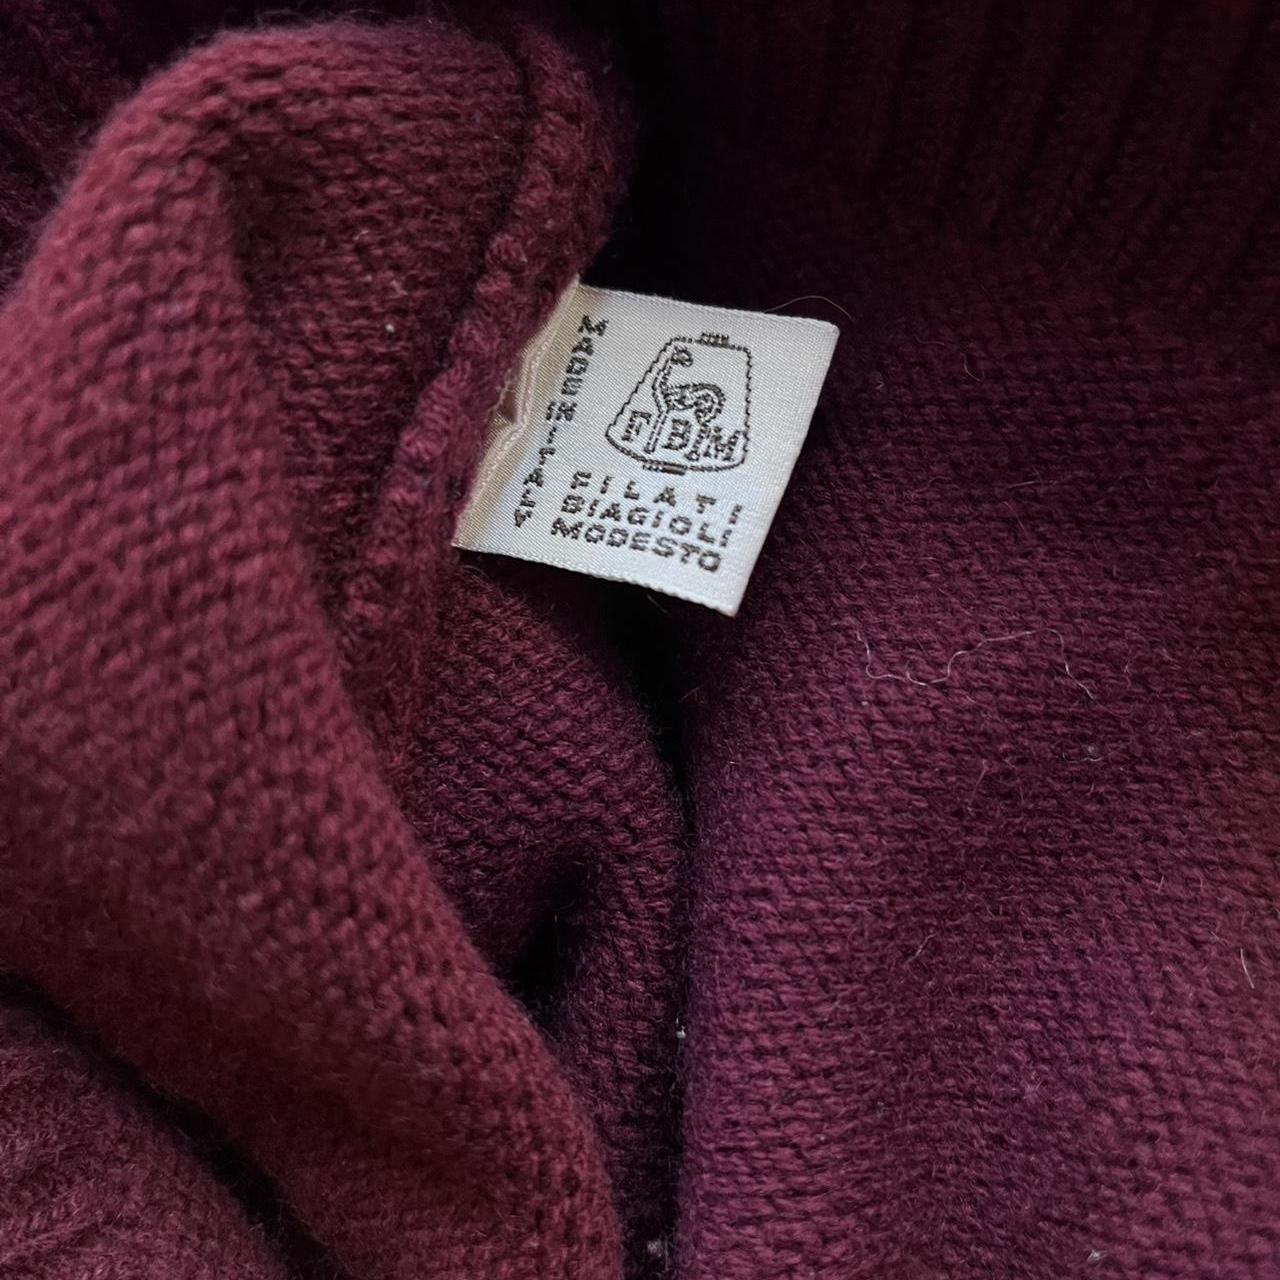 MADE IN ITALY
FBM
FILATI
BIAGIOLI
MODESTO